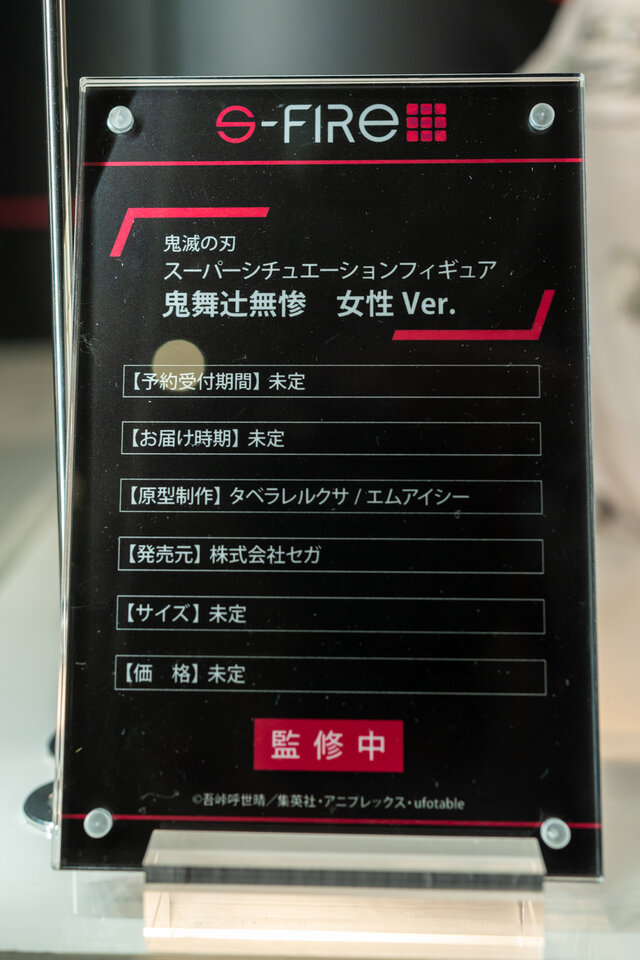 S-FIRE
鬼滅の刃
スーパーシチュエーションフィギュア
鬼舞辻無惨　女性 Ver.
【予約受付期間】未定
【お届け時期】未定
【原型制作】タベラレルクサ / エムアイシー
【発売元】株式会社セガ
【サイズ】未定
【価　格】未定
監修中
©吾峠呼世晴／集英社・アニプレックス・ufotable